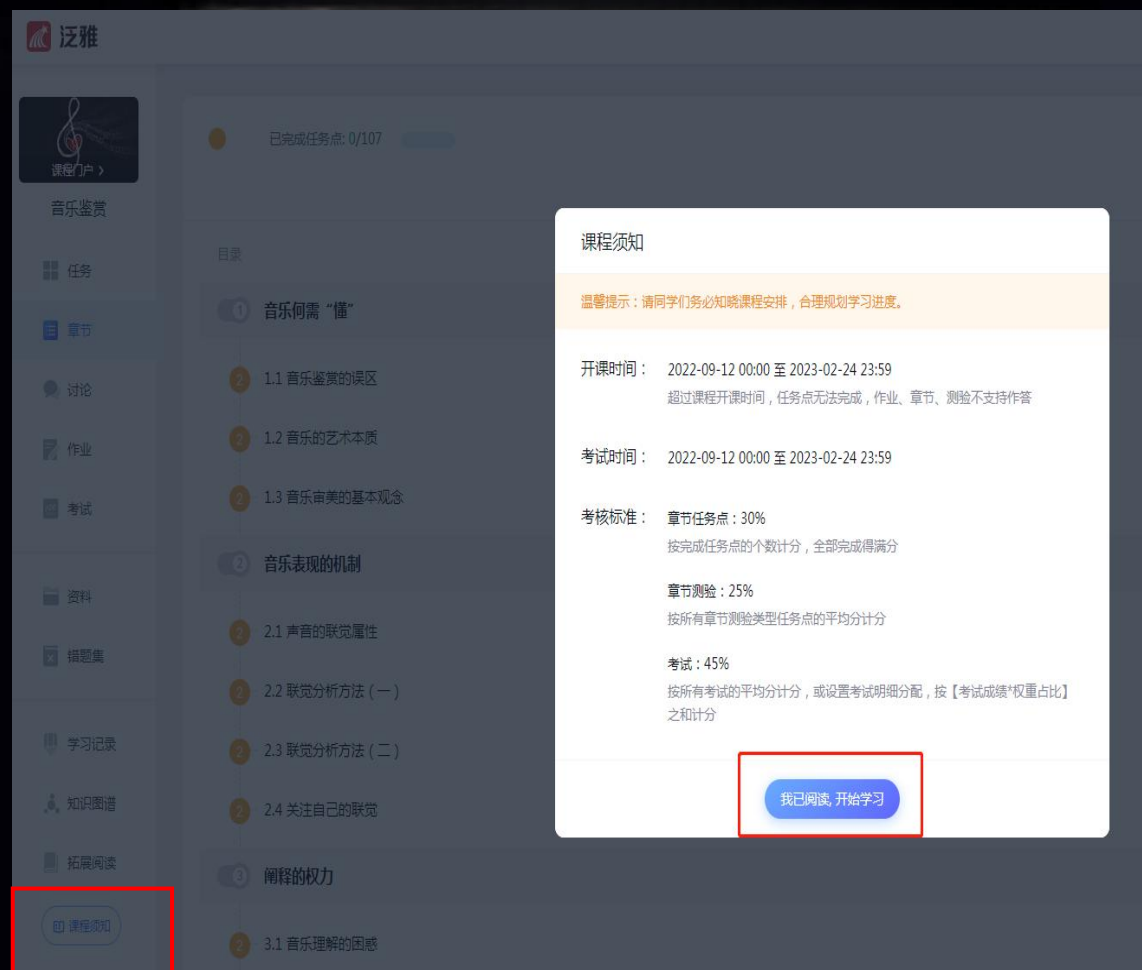 泛雅
课程门户 >
音乐鉴赏
任务
章节
讨论
作业
考试
资料
错题集
学习记录
知识图谱
拓展阅读
课程须知
已完成任务点: 0/107
目录
1 音乐何需“懂”
2 1.1 音乐鉴赏的误区
2 1.2 音乐的艺术本质
2 1.3 音乐审美的基本观念
2 音乐表现的机制
2 2.1 声音的联觉属性
2 2.2 联觉分析方法（一）
2 2.3 联觉分析方法（二）
2 2.4 关注自己的联觉
3 阐释的权力
2 3.1 音乐理解的困惑
课程须知
温馨提示：请同学们务必知晓课程安排，合理规划学习进度。
开课时间： 2022-09-12 00:00 至 2023-02-24 23:59
超过课程开课时间，任务点无法完成，作业、章节、测验不支持作答
考试时间： 2022-09-12 00:00 至 2023-02-24 23:59
考核标准： 章节任务点：30%
按完成任务点的个数计分，全部完成得满分
章节测验：25%
按所有章节测验类型任务点的平均分计分
考试：45%
按所有考试的平均分计分，或设置考试明细分配，按【考试成绩*权重占比】
之和计分
我已阅读, 开始学习